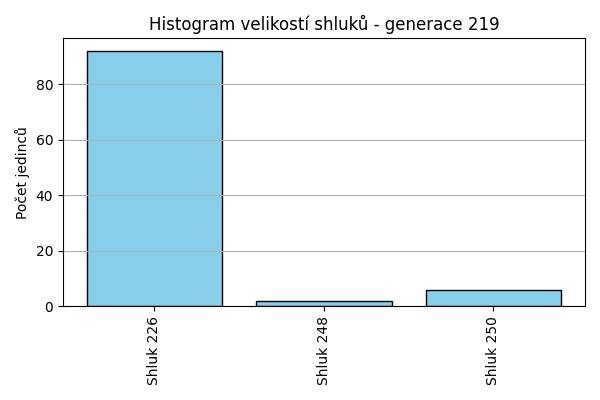 Histogram velikostí shluků - generace 219
Počet jedinců
80
60
40
20
0
Shluk 226
Shluk 248
Shluk 250